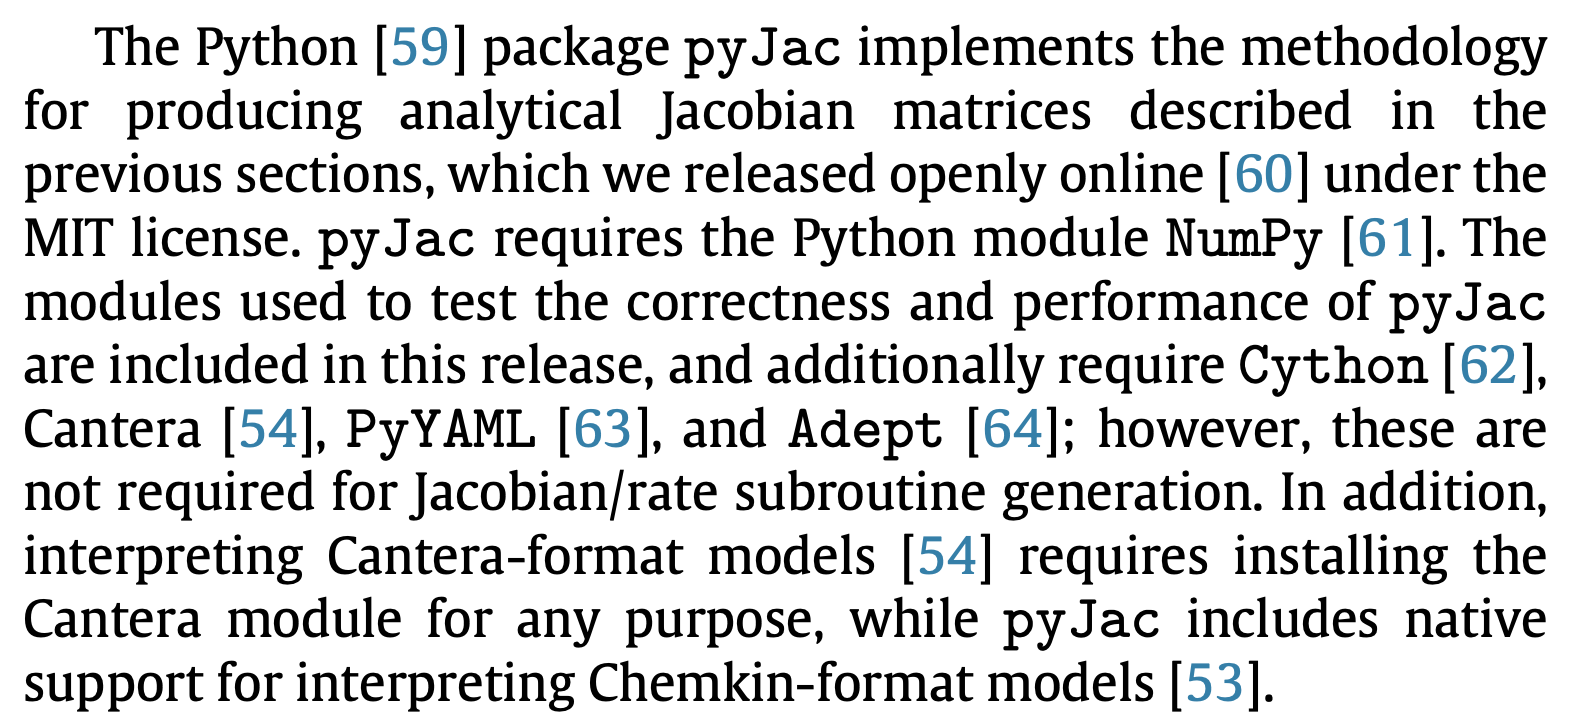 The Python [59] package pyJac implements the methodology
for producing analytical Jacobian matrices described in the
previous sections, which we released openly online [60] under the
MIT license. pyJac requires the Python module NumPy [61]. The
modules used to test the correctness and performance of pyJac
are included in this release, and additionally require Cython [62],
Cantera [54], PyYAML [63], and Adept [64]; however, these are
not required for Jacobian/rate subroutine generation. In addition,
interpreting Cantera-format models [54] requires installing the
Cantera module for any purpose, while pyJac includes native
support for interpreting Chemkin-format models [53].